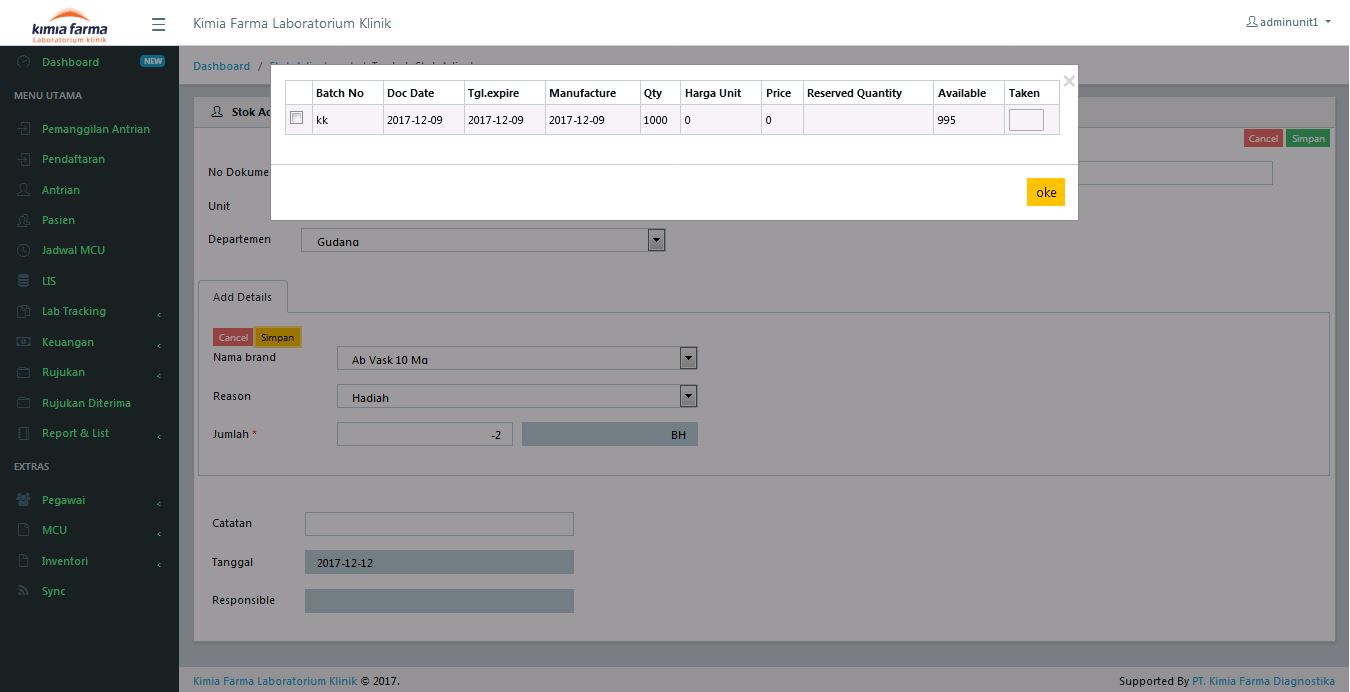 kimia farma
Laboratorium klinik
Kimia Farma Laboratorium Klinik
adminunit1
Dashboard NEW
MENU UTAMA
Pemanggilan Antrian
Pendaftaran
Antrian
Pasien
Jadwal MCU
LIS
Lab Tracking
Keuangan
Rujukan
Rujukan Diterima
Report & List
EXTRAS
Pegawai
MCU
Inventori
Sync
Dashboard /
Batch No Doc Date Tgl.expire Manufacture Qty Harga Unit Price Reserved Quantity Available Taken
kk 2017-12-09 2017-12-09 2017-12-09 1000 0 0 995
oke
Stok Ac
Cancel Simpan
No Dokume
Unit
Departemen Gudang
Add Details
Cancel Simpan
Nama brand Ab Vask 10 Mg
Reason Hadiah
Jumlah * -2 BH
Catatan
Tanggal 2017-12-12
Responsible
Kimia Farma Laboratorium Klinik © 2017.
Supported By PT. Kimia Farma Diagnostika